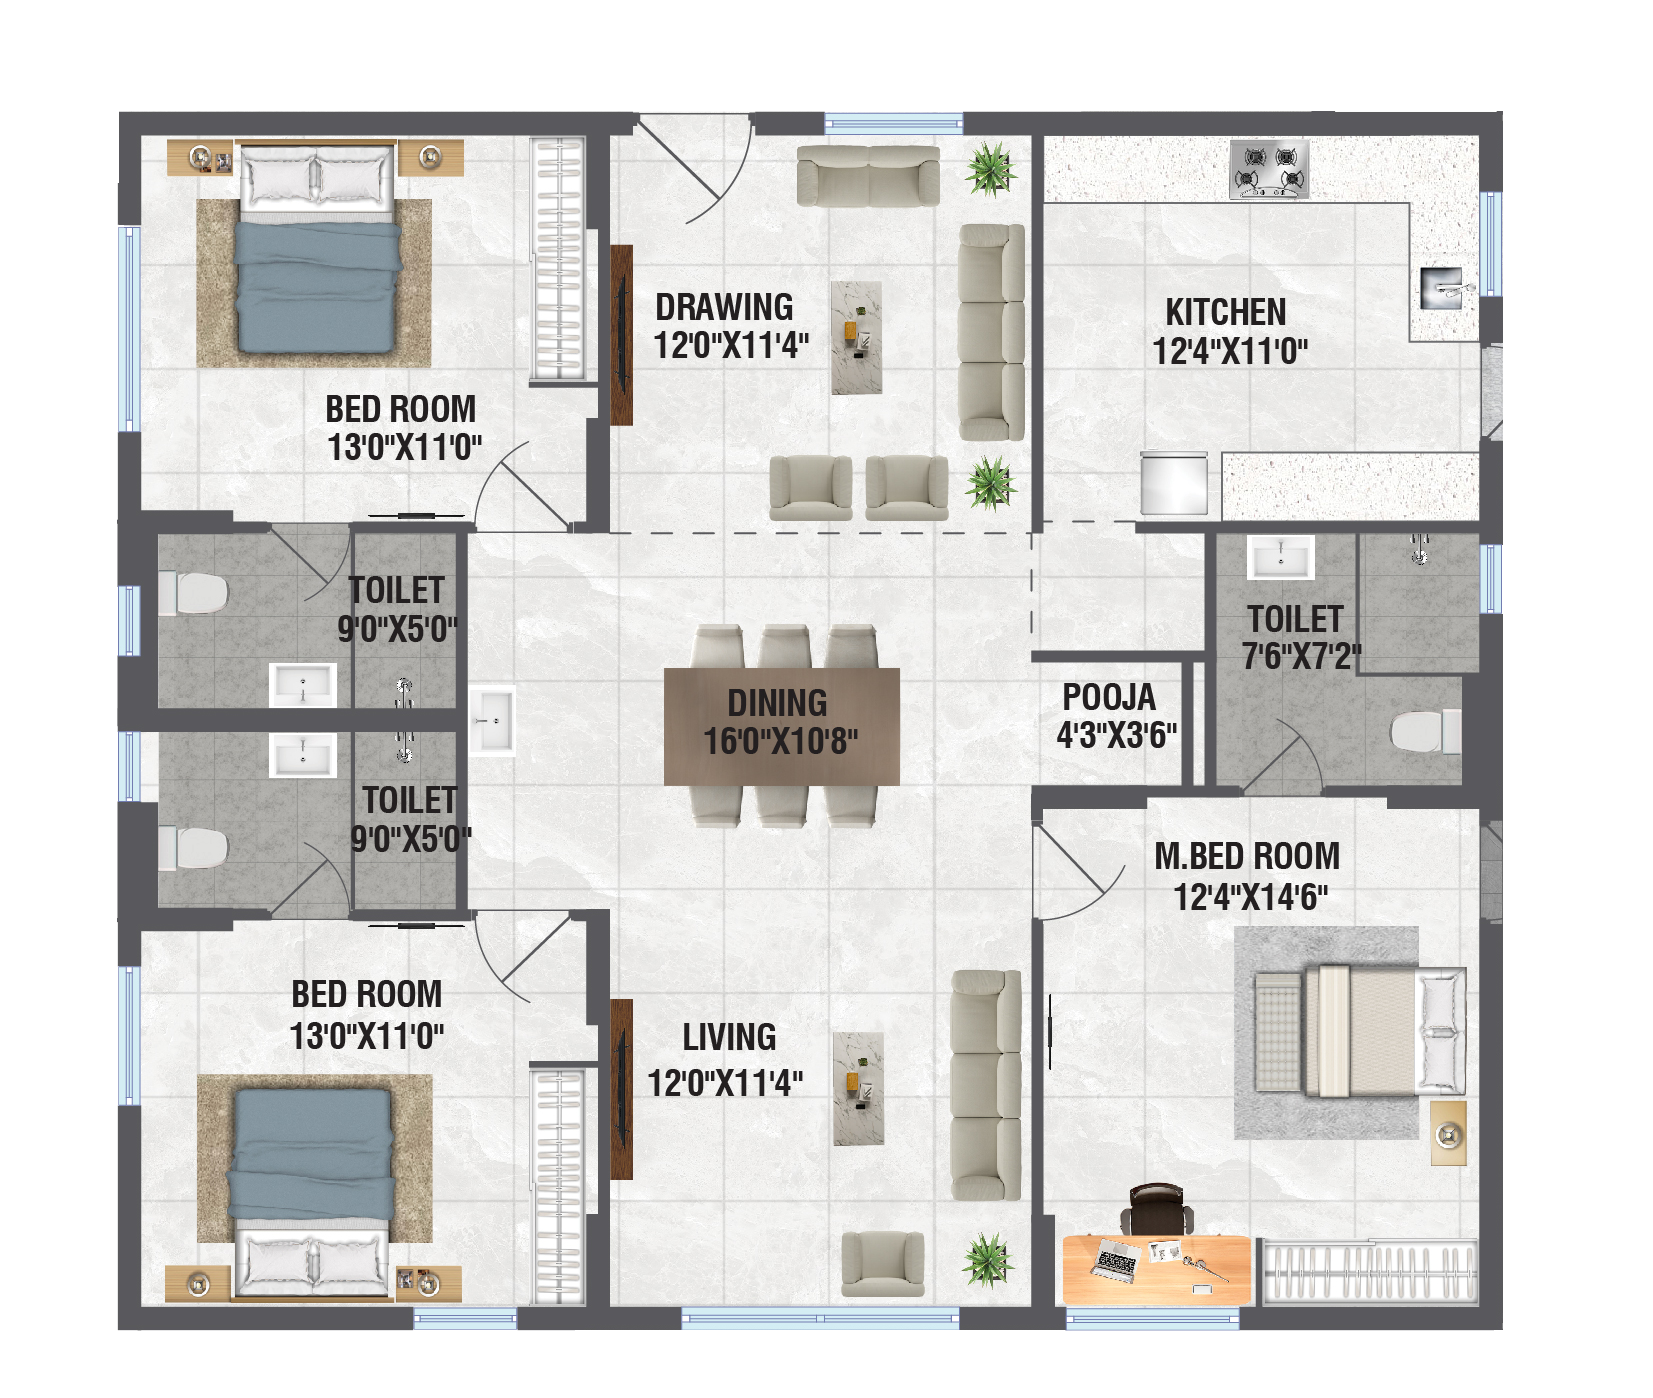 DRAWING
12'0"X11'4"
KITCHEN
12'4"X11'0"
BED ROOM
13'0"X11'0"
TOILET
9'0"X5'0"
TOILET
7'6"X7'2"
DINING
16'0"X10'8"
POOJA
4'3"X3'6"
TOILET
9'0"X5'0"
M.BED ROOM
12'4"X14'6"
BED ROOM
13'0"X11'0"
LIVING
12'0"X11'4"